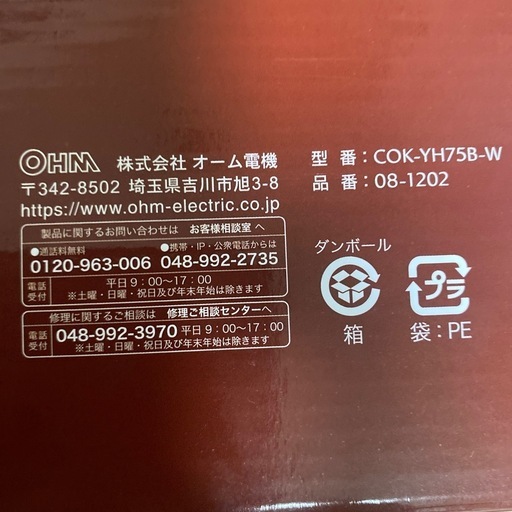 OHM 株式会社 オーム電機
〒342-8502 埼玉県吉川市旭3-8
https://www.ohm-electric.co.jp
型 番：COK-YH75B-W
品 番：08-1202
製品に関するお問い合わせは お客様相談室 へ
●通話料無料 ●携帯・IP・公衆電話からは
0120-963-006 048-992-2735
電話受付 平日 9：00〜17：00
※土曜・日曜・祝日及び年末年始は除きます
修理に関するご相談は 修理ご相談センターへ
電話受付 048-992-3970 平日 9：00〜17：00
※土曜・日曜・祝日及び年末年始は除きます
ダンボール
箱
プラ
袋：PE